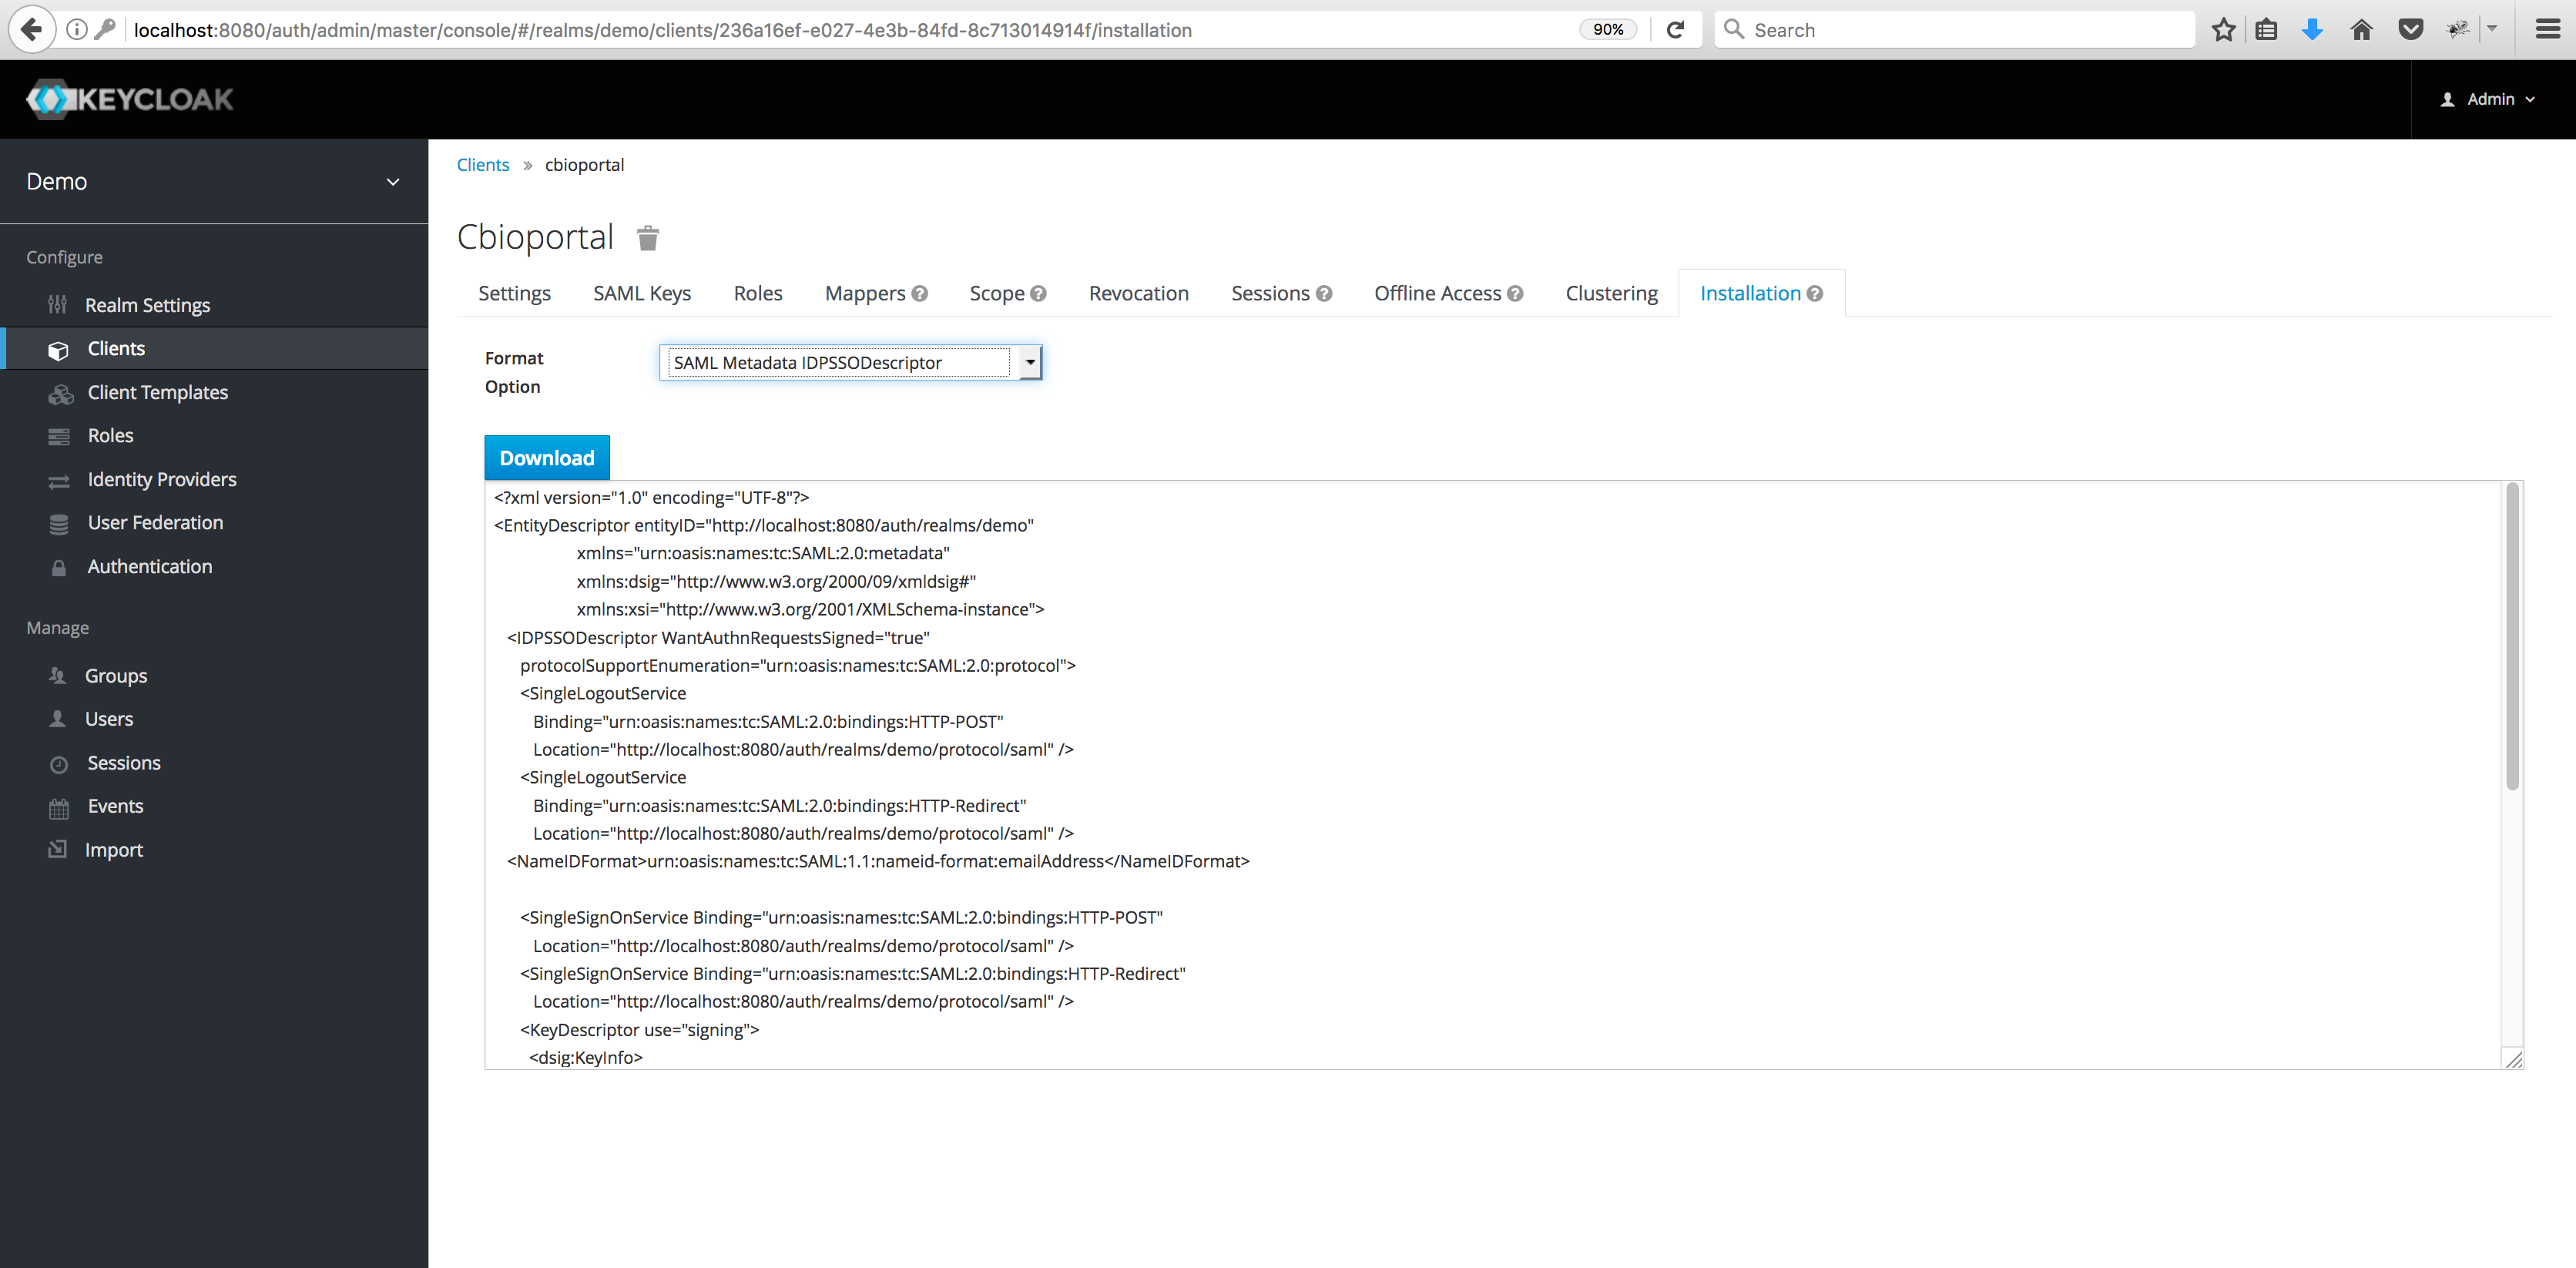 localhost:8080/auth/admin/master/console/#/realms/demo/clients/236a16ef-e027-4e3b-84fd-8c713014914f/installation
90%
Search
KEYCLOAK
Admin
Demo
Configure
Realm Settings
Clients
Client Templates
Roles
Identity Providers
User Federation
Authentication
Manage
Groups
Users
Sessions
Events
Import
Clients » cbioportal
Cbioportal
Settings SAML Keys Roles Mappers ? Scope ? Revocation Sessions ? Offline Access ? Clustering Installation ?
Format
Option
SAML Metadata IDPSSODescriptor
Download
<?xml version="1.0" encoding="UTF-8"?>
<EntityDescriptor entityID="http://localhost:8080/auth/realms/demo"
xmlns="urn:oasis:names:tc:SAML:2.0:metadata"
xmlns:dsig="http://www.w3.org/2000/09/xmldsig#"
xmlns:xsi="http://www.w3.org/2001/XMLSchema-instance">
<IDPSSODescriptor WantAuthnRequestsSigned="true"
protocolSupportEnumeration="urn:oasis:names:tc:SAML:2.0:protocol">
<SingleLogoutService
Binding="urn:oasis:names:tc:SAML:2.0:bindings:HTTP-POST"
Location="http://localhost:8080/auth/realms/demo/protocol/saml" />
<SingleLogoutService
Binding="urn:oasis:names:tc:SAML:2.0:bindings:HTTP-Redirect"
Location="http://localhost:8080/auth/realms/demo/protocol/saml" />
<NameIDFormat>urn:oasis:names:tc:SAML:1.1:nameid-format:emailAddress</NameIDFormat>
<SingleSignOnService Binding="urn:oasis:names:tc:SAML:2.0:bindings:HTTP-POST"
Location="http://localhost:8080/auth/realms/demo/protocol/saml" />
<SingleSignOnService Binding="urn:oasis:names:tc:SAML:2.0:bindings:HTTP-Redirect"
Location="http://localhost:8080/auth/realms/demo/protocol/saml" />
<KeyDescriptor use="signing">
<dsig:KeyInfo>